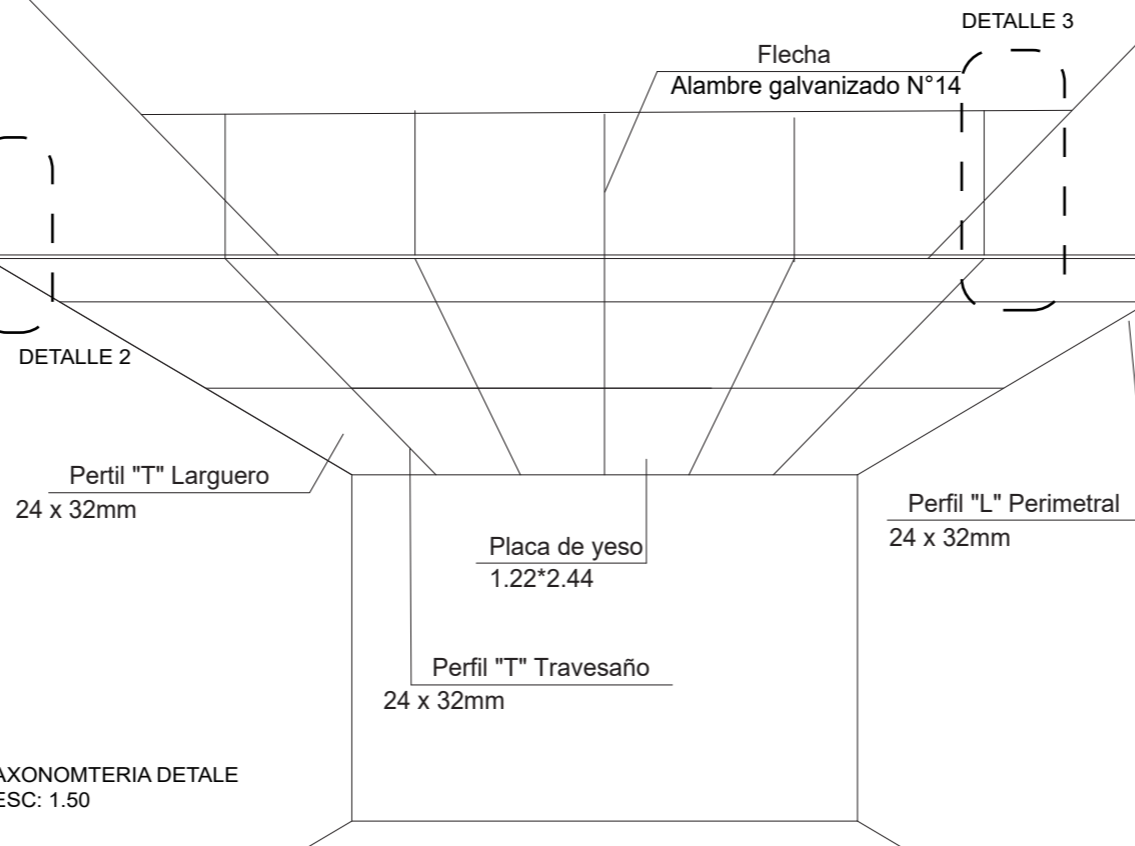 DETALLE 3
Flecha
Alambre galvanizado N°14
DETALLE 2
Pertil "T" Larguero
24 x 32mm
Perfil "L" Perimetral
24 x 32mm
Placa de yeso
1.22*2.44
Perfil "T" Travesaño
24 x 32mm
AXONOMTERIA DETALE
ESC: 1.50